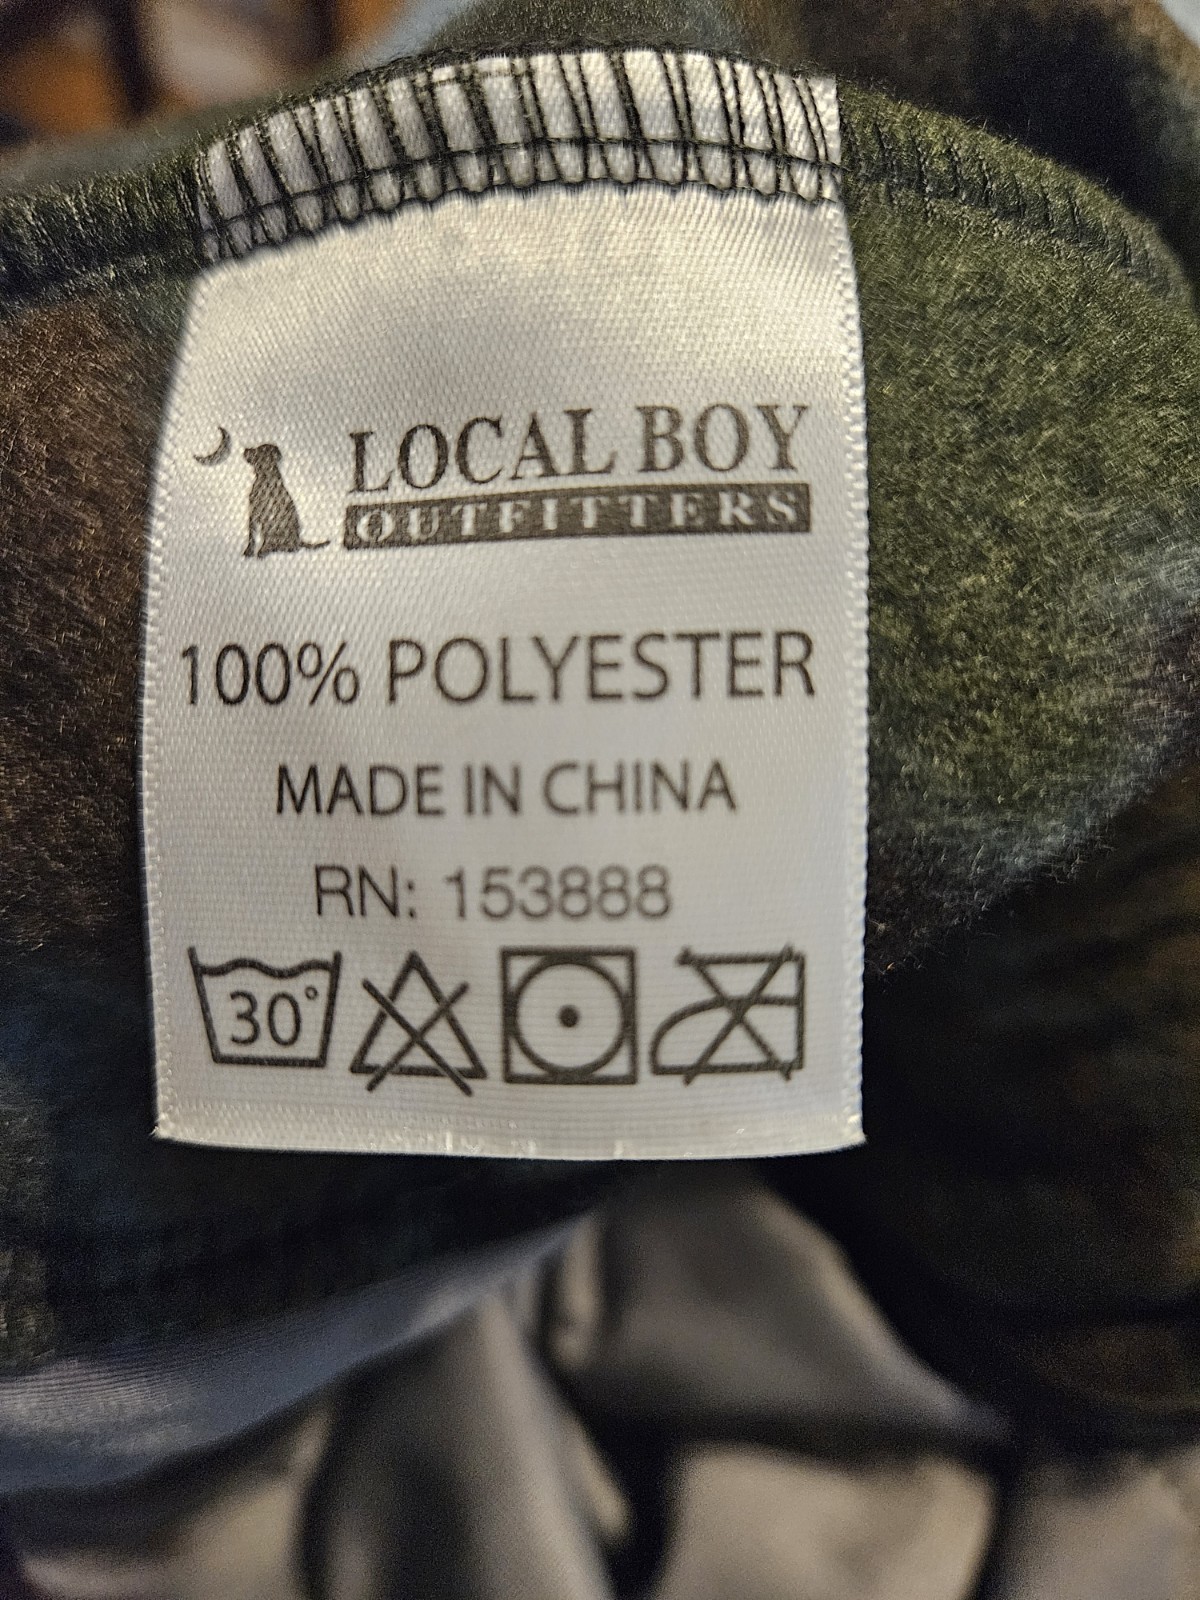 LOCAL BOY
OUTFITTERS
100% POLYESTER
MADE IN CHINA
RN: 153888
30°